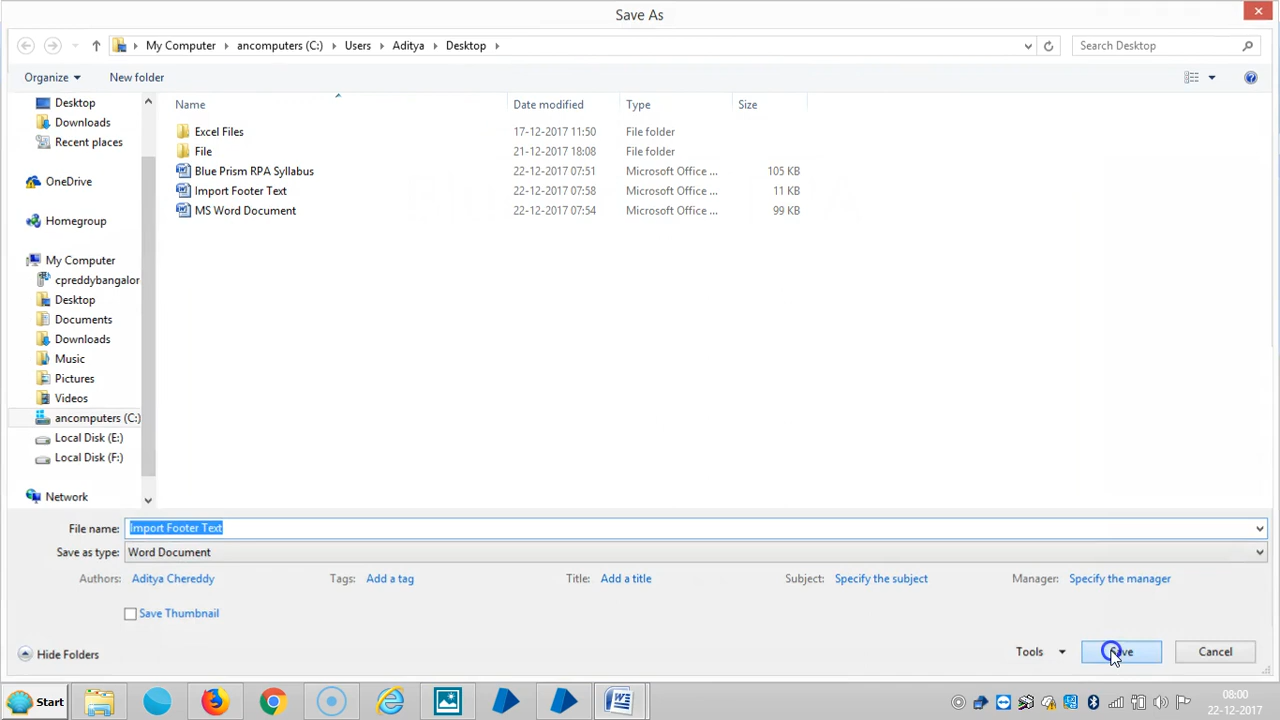 Save As
My Computer ancomputers (C:) Users Aditya Desktop
Search Desktop
Organize New folder
Name Date modified Type Size
Desktop
Downloads
Recent places
OneDrive
Homegroup
My Computer
cpreddybangalor
Desktop
Documents
Downloads
Music
Pictures
Videos
ancomputers (C:)
Local Disk (E:)
Local Disk (F:)
Network
Excel Files 17-12-2017 11:50 File folder
File 21-12-2017 18:08 File folder
Blue Prism RPA Syllabus 22-12-2017 07:51 Microsoft Office ... 105 KB
Import Footer Text 22-12-2017 07:58 Microsoft Office ... 11 KB
MS Word Document 22-12-2017 07:54 Microsoft Office ... 99 KB
File name: Import Footer Text
Save as type: Word Document
Authors: Aditya Chereddy Tags: Add a tag Title: Add a title Subject: Specify the subject Manager: Specify the manager
Save Thumbnail
Hide Folders Tools Save Cancel
Start
08:00
22-12-2017